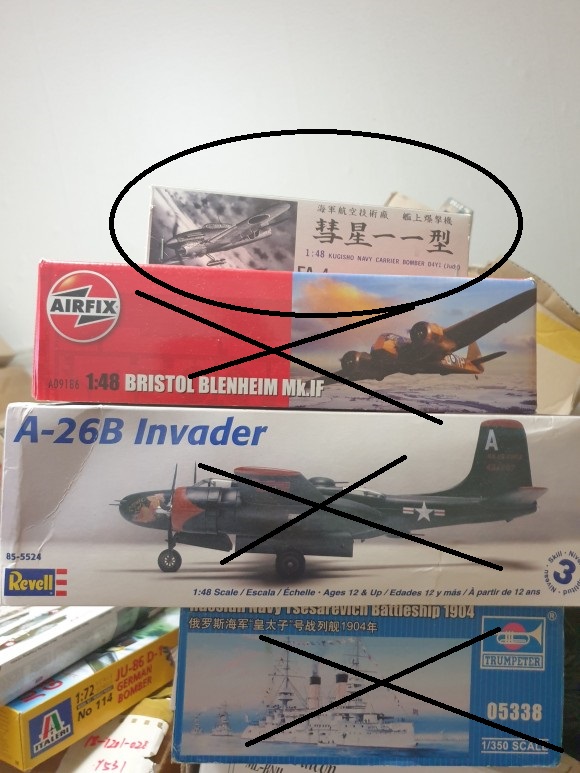 海軍航空技術廠 艦上爆撃機
彗星一一型
1:48 KUGISHO NAVY CARRIER BOMBER D4Y1 (Judy)
FA-4
AIRFIX
A09186 1:48 BRISTOL BLENHEIM Mk.IF
A-26B Invader
A
85-5524
Revell
1:48 Scale / Escala / Échelle • Ages 12 & Up / Edades 12 y más / À partir de 12 ans
Skill
3
Russian Navy Tsesarevich Battleship 1904
俄罗斯海军"皇太子"号战列舰1904年
TRUMPETER
05338
1/350 SCALE
ITALERI
1:72
No 114
JU-86 D-1
GERMAN
BOMBER